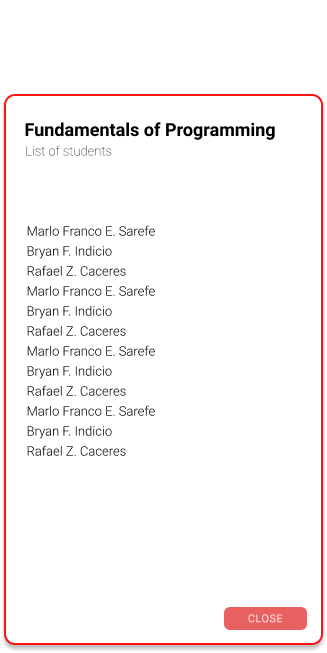 Fundamentals of Programming
List of students
Marlo Franco E. Sarefe
Bryan F. Indicio
Rafael Z. Caceres
Marlo Franco E. Sarefe
Bryan F. Indicio
Rafael Z. Caceres
Marlo Franco E. Sarefe
Bryan F. Indicio
Rafael Z. Caceres
Marlo Franco E. Sarefe
Bryan F. Indicio
Rafael Z. Caceres
CLOSE